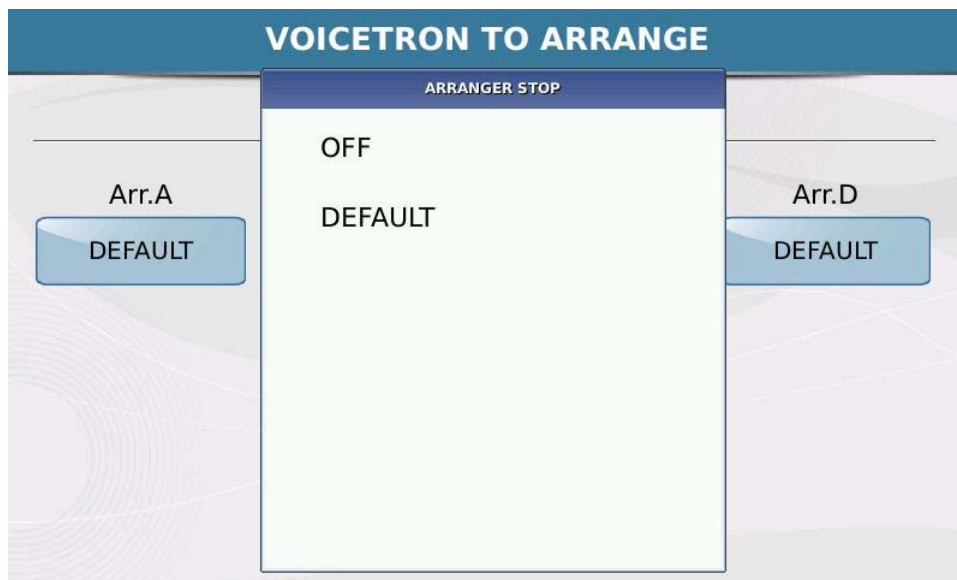 VOICETRON TO ARRANGE
ARRANGER STOP
OFF
DEFAULT
Arr.A
DEFAULT
Arr.D
DEFAULT